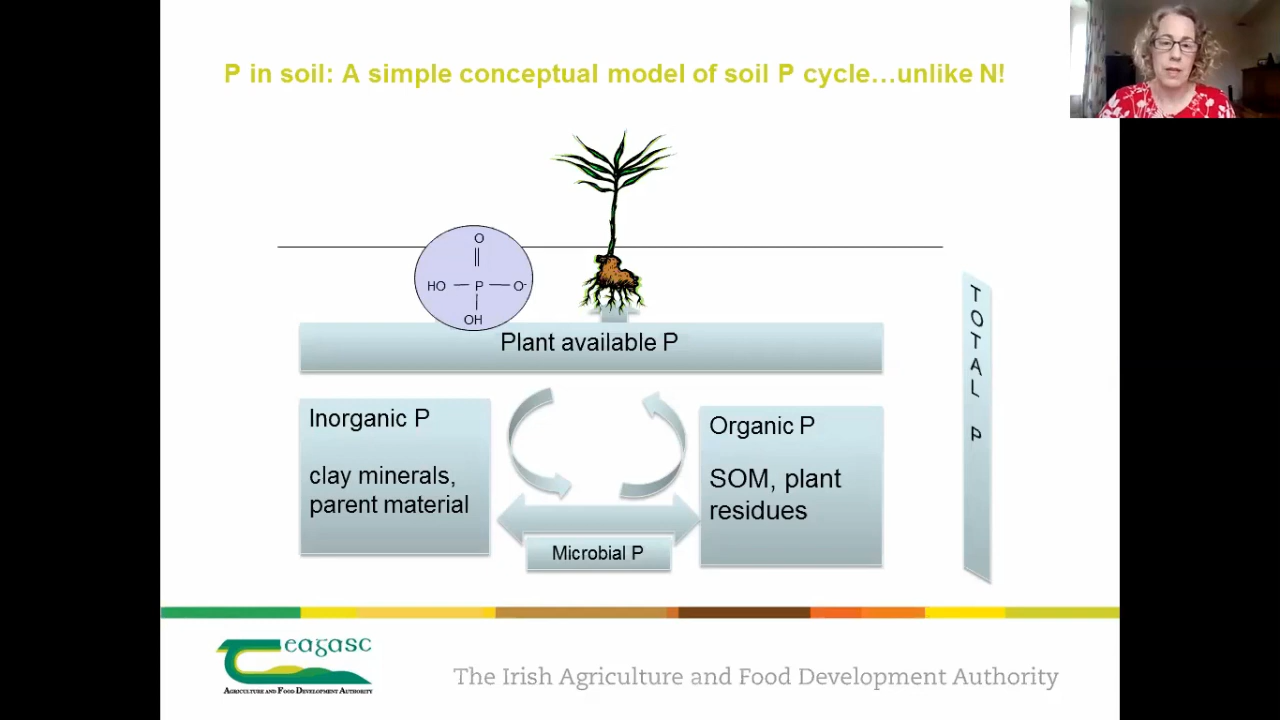 P in soil: A simple conceptual model of soil P cycle…unlike N!
O
HO P O-
OH
Plant available P
Inorganic P
clay minerals,
parent material
Organic P
SOM, plant
residues
Microbial P
TOTAL P
eagasc
AGRICULTURE AND FOOD DEVELOPMENT AUTHORITY
The Irish Agriculture and Food Development Authority